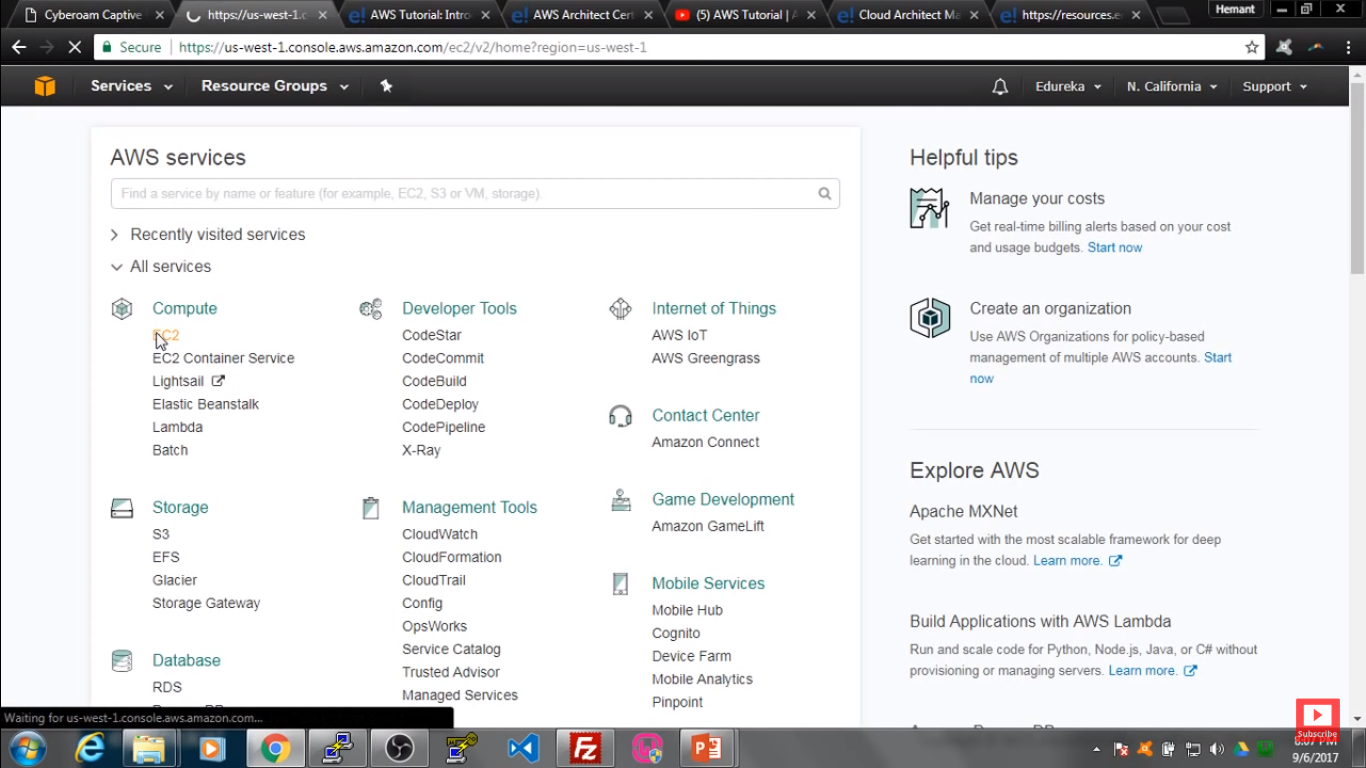 Cyberoam Captive
https://us-west-1.c
AWS Tutorial: Intro
AWS Architect Cert
(5) AWS Tutorial | A
Cloud Architect Ma
https://resources.e
Hemant
Secure https://us-west-1.console.aws.amazon.com/ec2/v2/home?region=us-west-1
Services Resource Groups Edureka N. California Support
AWS services
Find a service by name or feature (for example, EC2, S3 or VM, storage).
Recently visited services
All services
Compute
EC2
EC2 Container Service
Lightsail
Elastic Beanstalk
Lambda
Batch
Storage
S3
EFS
Glacier
Storage Gateway
Database
RDS
Developer Tools
CodeStar
CodeCommit
CodeBuild
CodeDeploy
CodePipeline
X-Ray
Management Tools
CloudWatch
CloudFormation
CloudTrail
Config
OpsWorks
Service Catalog
Trusted Advisor
Managed Services
Internet of Things
AWS IoT
AWS Greengrass
Contact Center
Amazon Connect
Game Development
Amazon GameLift
Mobile Services
Mobile Hub
Cognito
Device Farm
Mobile Analytics
Pinpoint
Helpful tips
Manage your costs
Get real-time billing alerts based on your cost
and usage budgets. Start now
Create an organization
Use AWS Organizations for policy-based
management of multiple AWS accounts. Start
now
Explore AWS
Apache MXNet
Get started with the most scalable framework for deep
learning in the cloud. Learn more.
Build Applications with AWS Lambda
Run and scale code for Python, Node.js, Java, or C# without
provisioning or managing servers. Learn more.
Waiting for us-west-1.console.aws.amazon.com...
Subscribe
9/6/2017